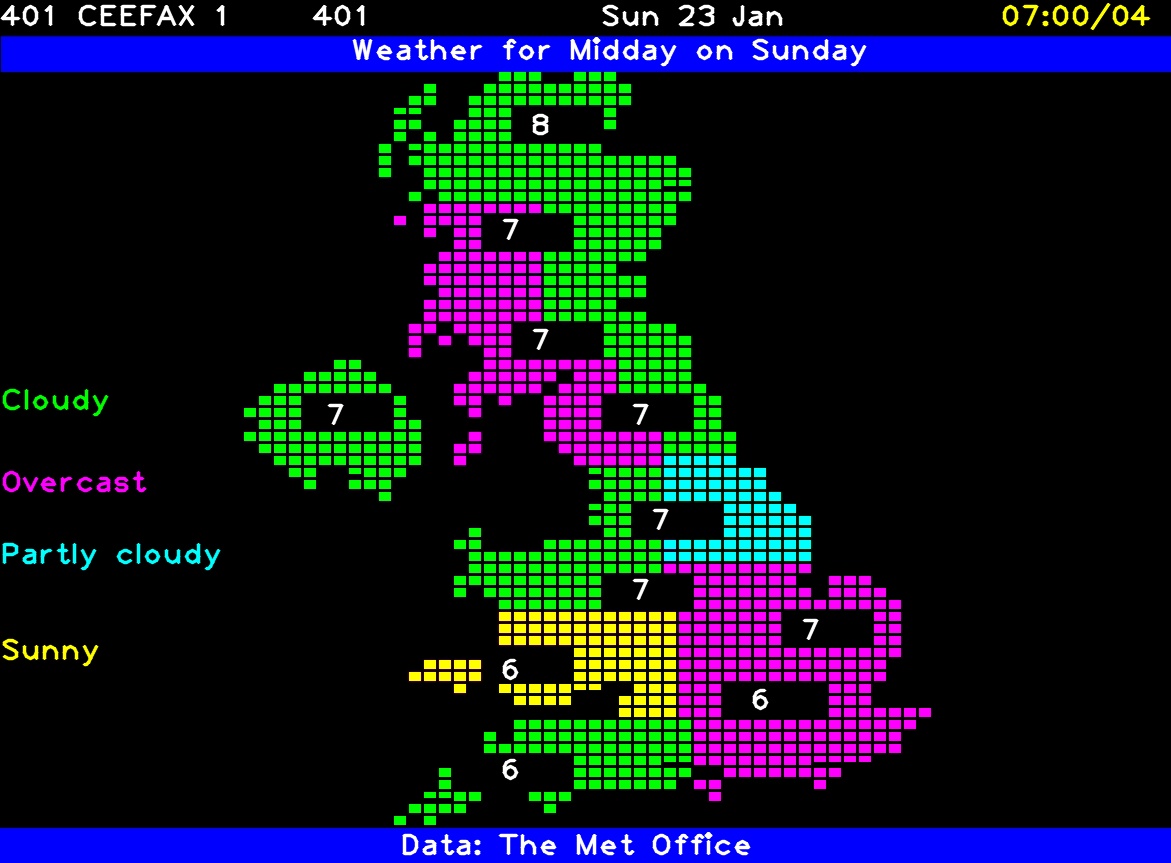 401 CEEFAX 1 401 Sun 23 Jan 07:00/04
Weather for Midday on Sunday
8
7
7
Cloudy
7 7
Overcast
7
Partly cloudy
7
7
Sunny
6
6
6
Data: The Met Office